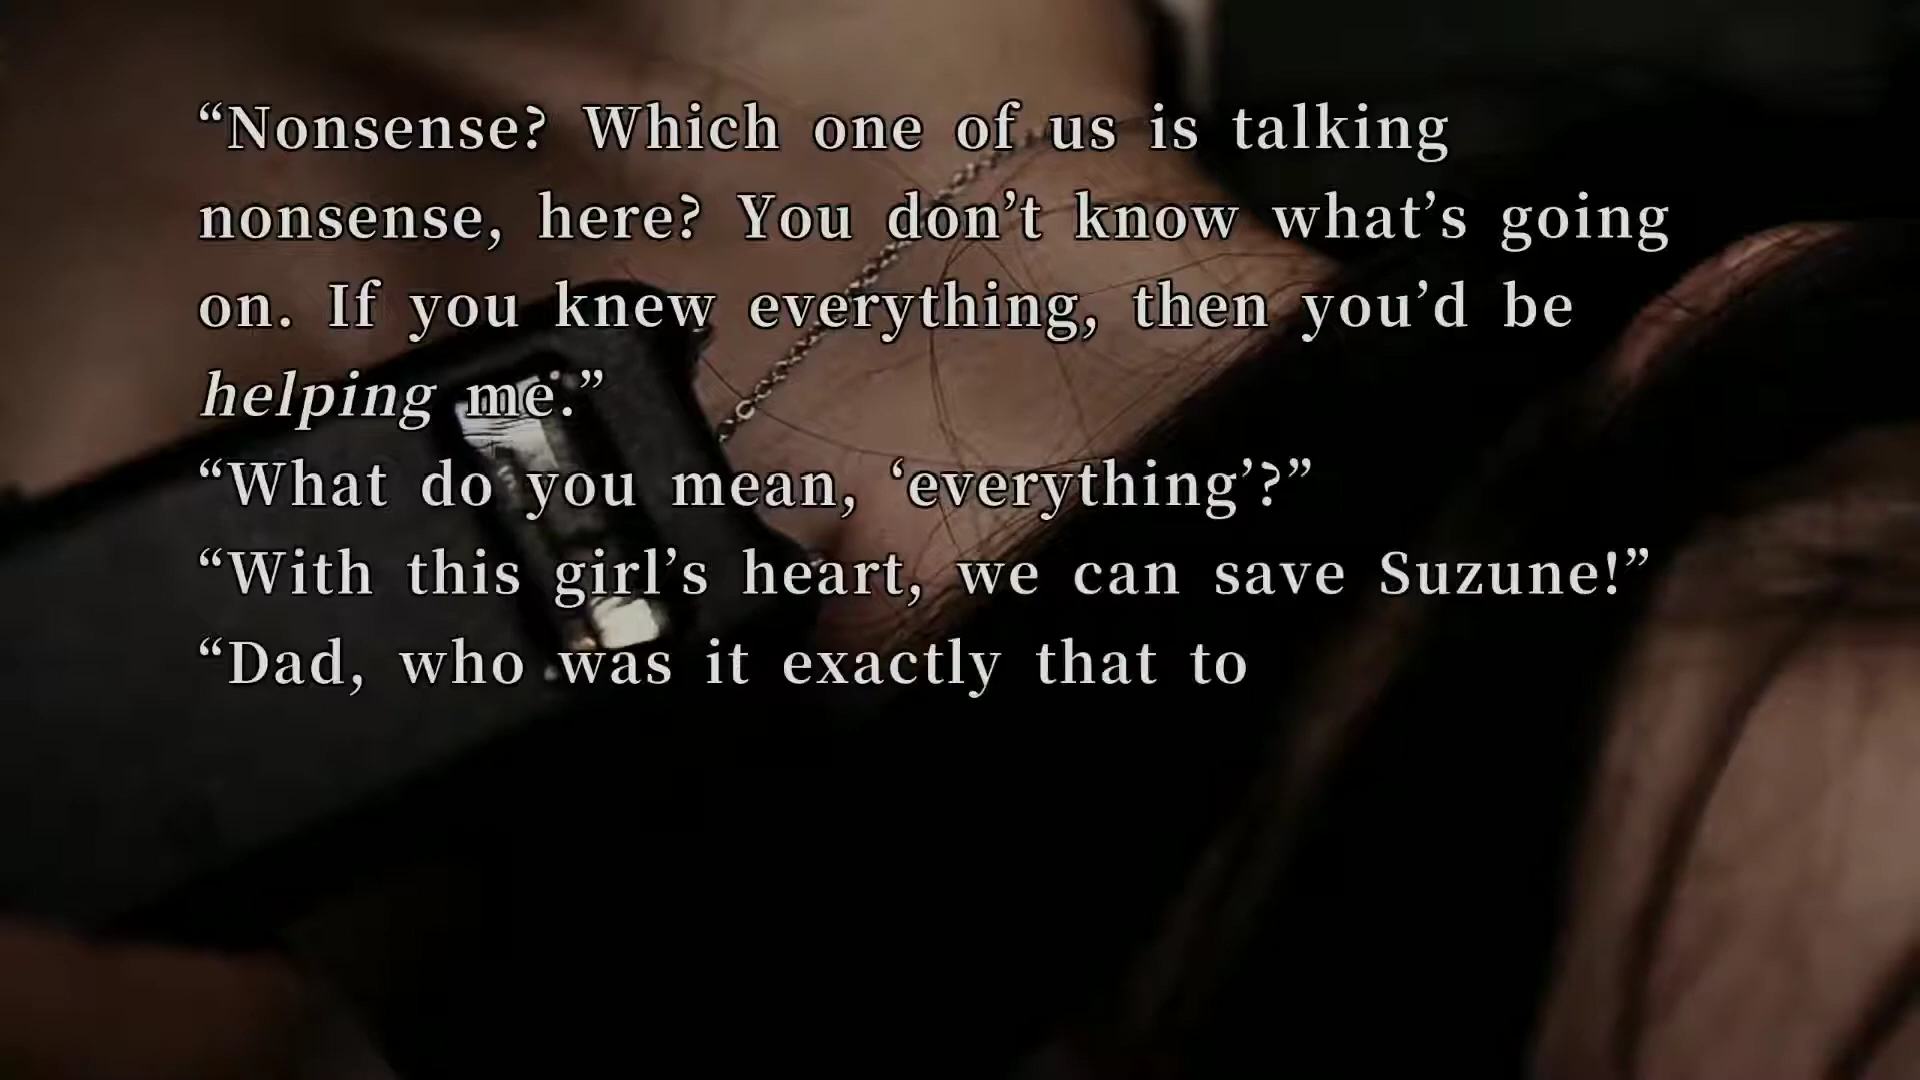 “Nonsense? Which one of us is talking
nonsense, here? You don’t know what’s going
on. If you knew everything, then you’d be
helping me.”
“What do you mean, ‘everything’?”
“With this girl’s heart, we can save Suzune!”
“Dad, who was it exactly that to